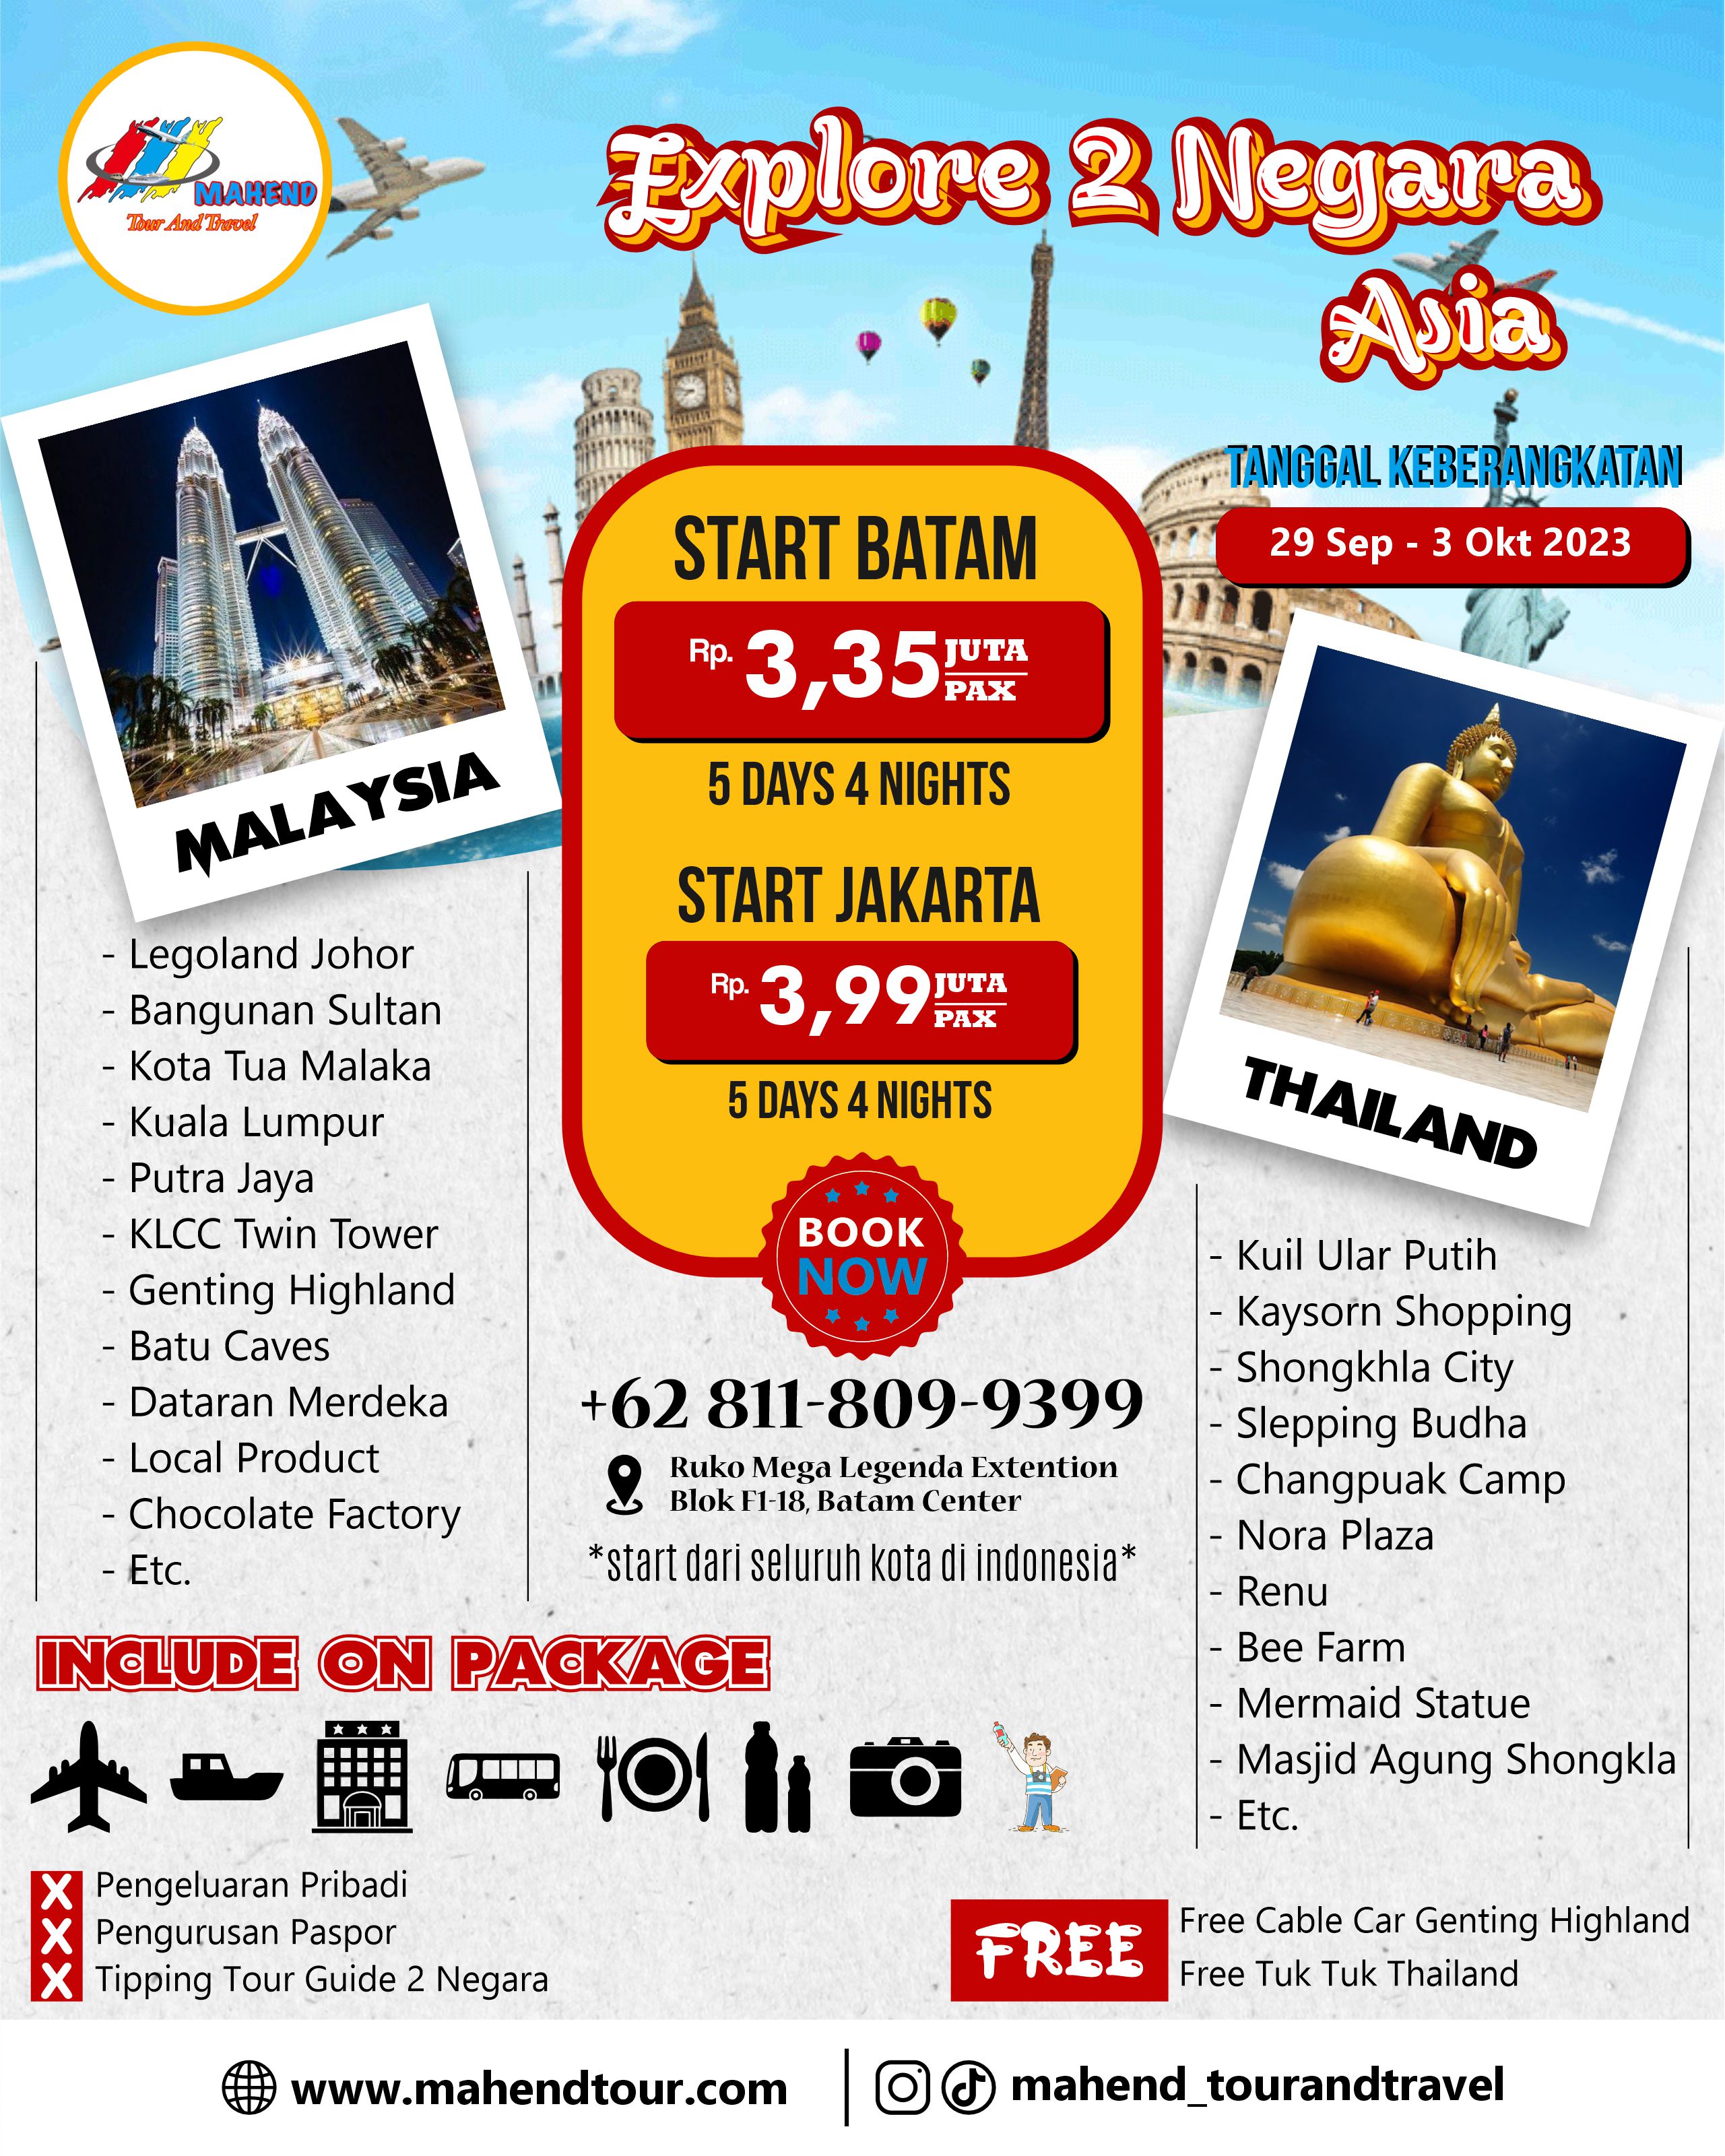 MAHEND
Tour And Travel
Explore 2 Negara
Asia
TANGGAL KEBERANGKATAN
29 Sep - 3 Okt 2023
START BATAM
Rp. 3,35 JUTA
PAX
5 DAYS 4 NIGHTS
START JAKARTA
Rp. 3,99 JUTA
PAX
5 DAYS 4 NIGHTS
BOOK
NOW
+62 811-809-9399
Ruko Mega Legenda Extention
Blok F1-18, Batam Center
*start dari seluruh kota di indonesia*
MALAYSIA
- Legoland Johor
- Bangunan Sultan
- Kota Tua Malaka
- Kuala Lumpur
- Putra Jaya
- KLCC Twin Tower
- Genting Highland
- Batu Caves
- Dataran Merdeka
- Local Product
- Chocolate Factory
- Etc.
THAILAND
- Kuil Ular Putih
- Kaysorn Shopping
- Shongkhla City
- Slepping Budha
- Changpuak Camp
- Nora Plaza
- Renu
- Bee Farm
- Mermaid Statue
- Masjid Agung Shongkla
- Etc.
INCLUDE ON PACKAGE
X Pengeluaran Pribadi
X Pengurusan Paspor
X Tipping Tour Guide 2 Negara
FREE
Free Cable Car Genting Highland
Free Tuk Tuk Thailand
www.mahendtour.com
mahend_tourandtravel